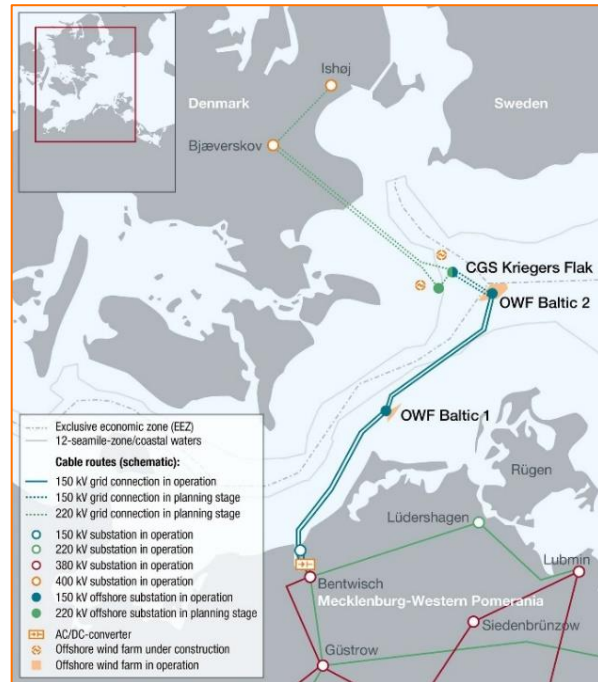 Ishøj
Denmark
Sweden
Bjæverskov
CGS Kriegers Flak
OWF Baltic 2
OWF Baltic 1
Rügen
Lüdershagen
Lubmin
Bentwisch
Mecklenburg-Western Pomerania
Siedenbrünzow
Güstrow
Exclusive economic zone (EEZ)
12-seamile-zone/coastal waters
Cable routes (schematic):
150 kV grid connection in operation
150 kV grid connection in planning stage
220 kV grid connection in planning stage
150 kV substation in operation
220 kV substation in operation
380 kV substation in operation
400 kV substation in operation
150 kV offshore substation in operation
220 kV offshore substation in planning stage
AC/DC-converter
Offshore wind farm under construction
Offshore wind farm in operation